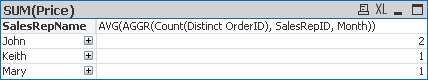 SUM(Price) XL
SalesRepName AVG(AGGR(Count(Distinct OrderID), SalesRepID, Month))
John 2
Keith 1
Mary 1